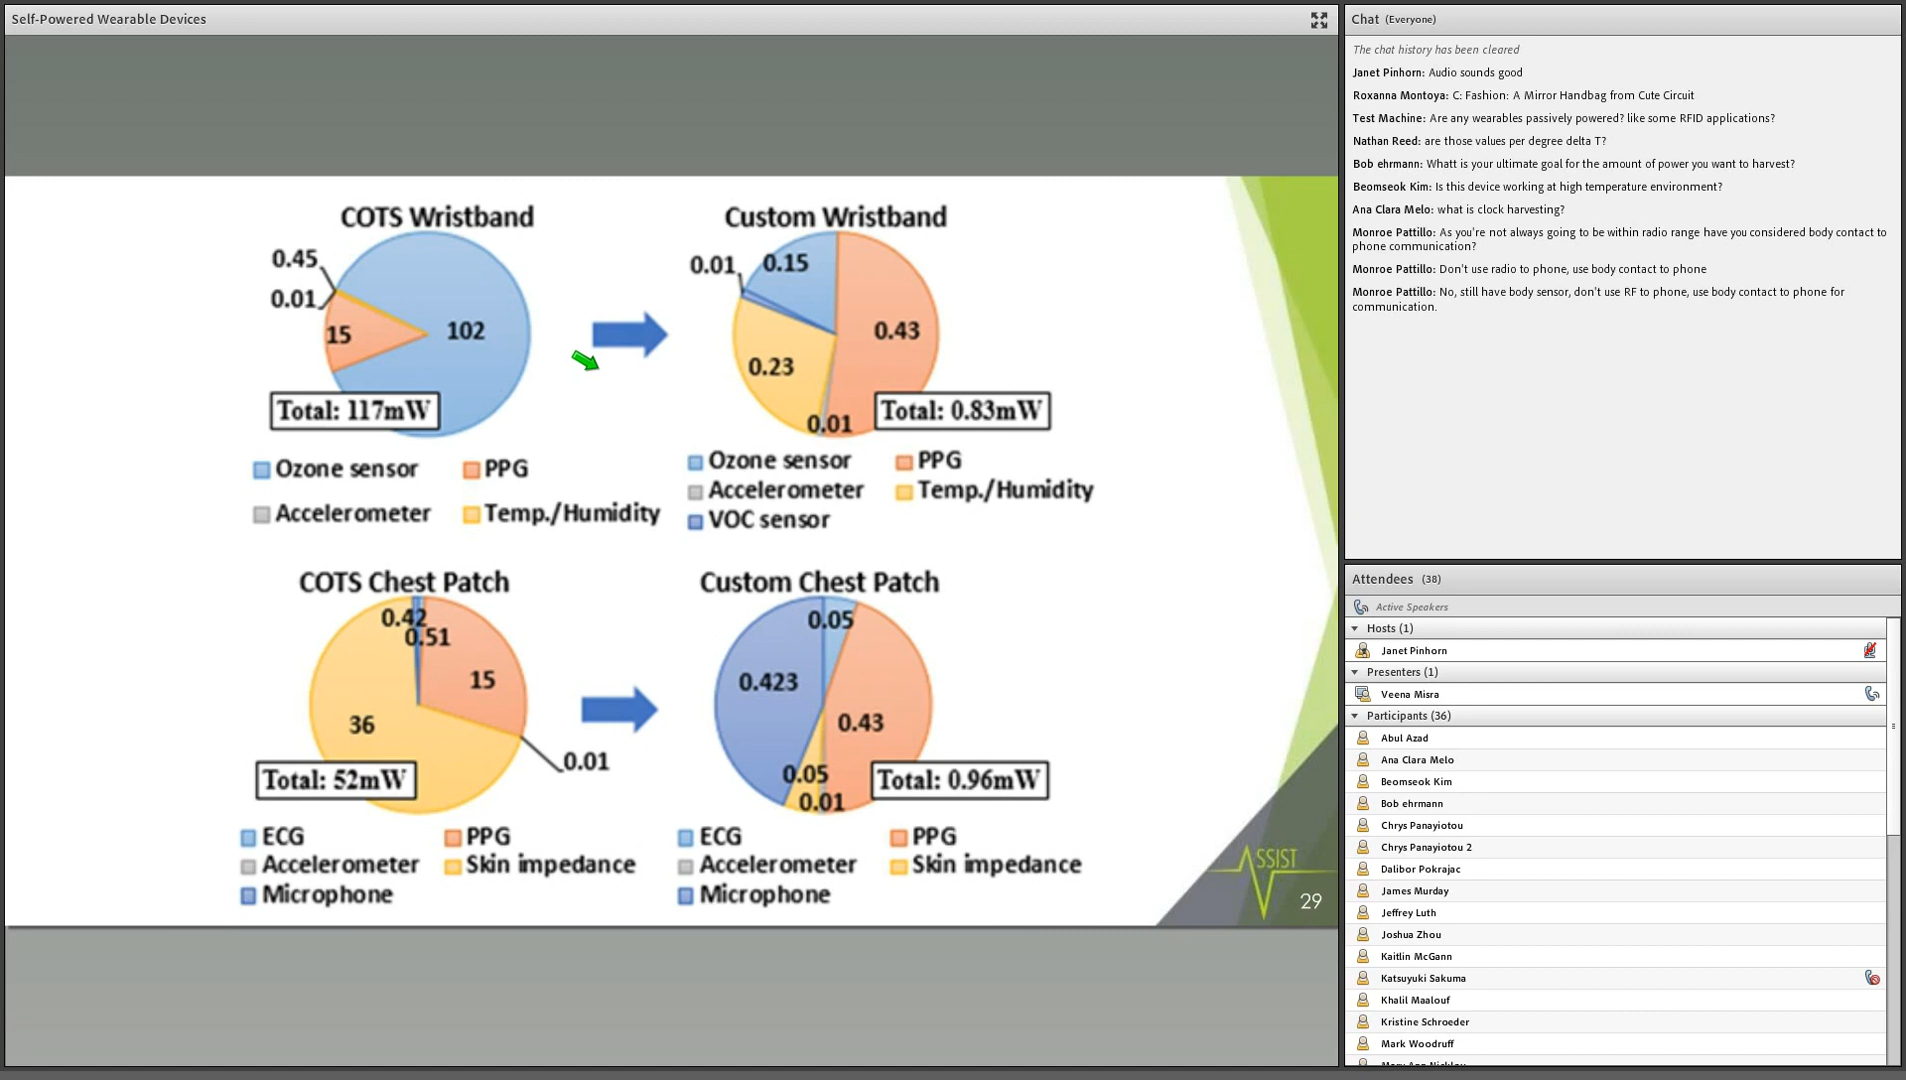 Self-Powered Wearable Devices
COTS Wristband
0.45
0.01
15
102
Total: 117mW
Ozone sensor
PPG
Accelerometer
Temp./Humidity
Custom Wristband
0.01
0.15
0.43
0.23
0.01
Total: 0.83mW
Ozone sensor
PPG
Accelerometer
Temp./Humidity
VOC sensor
COTS Chest Patch
0.42
0.51
15
36
0.01
Total: 52mW
ECG
PPG
Accelerometer
Skin impedance
Microphone
Custom Chest Patch
0.05
0.423
0.43
0.05
0.01
Total: 0.96mW
ECG
PPG
Accelerometer
Skin impedance
Microphone
SSIST
29
Chat (Everyone)
The chat history has been cleared
Janet Pinhorn: Audio sounds good
Roxanna Montoya: C: Fashion: A Mirror Handbag from Cute Circuit
Test Machine: Are any wearables passively powered? like some RFID applications?
Nathan Reed: are those values per degree delta T?
Bob ehrmann: Whatt is your ultimate goal for the amount of power you want to harvest?
Beomseok Kim: Is this device working at high temperature environment?
Ana Clara Melo: what is clock harvesting?
Monroe Pattillo: As you're not always going to be within radio range have you considered body contact to
phone communication?
Monroe Pattillo: Don't use radio to phone, use body contact to phone
Monroe Pattillo: No, still have body sensor, don't use RF to phone, use body contact to phone for
communication.
Attendees (38)
Active Speakers
Hosts (1)
Janet Pinhorn
Presenters (1)
Veena Misra
Participants (36)
Abul Azad
Ana Clara Melo
Beomseok Kim
Bob ehrmann
Chrys Panayiotou
Chrys Panayiotou 2
Dalibor Pokrajac
James Murday
Jeffrey Luth
Joshua Zhou
Kaitlin McGann
Katsuyuki Sakuma
Khalil Maalouf
Kristine Schroeder
Mark Woodruff